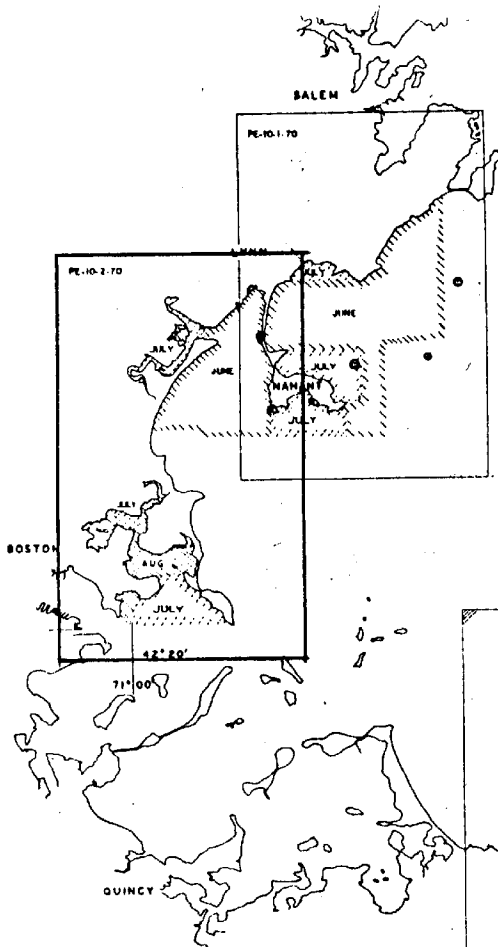 SALEM
PE-10-1-70
LYNN
PE-10-2-70
JULY
JUNE
JULY
JUNE
JULY
NAHANT
JULY
JULY
BOSTON
AUG
JULY
42° 20'
71° 00'
QUINCY